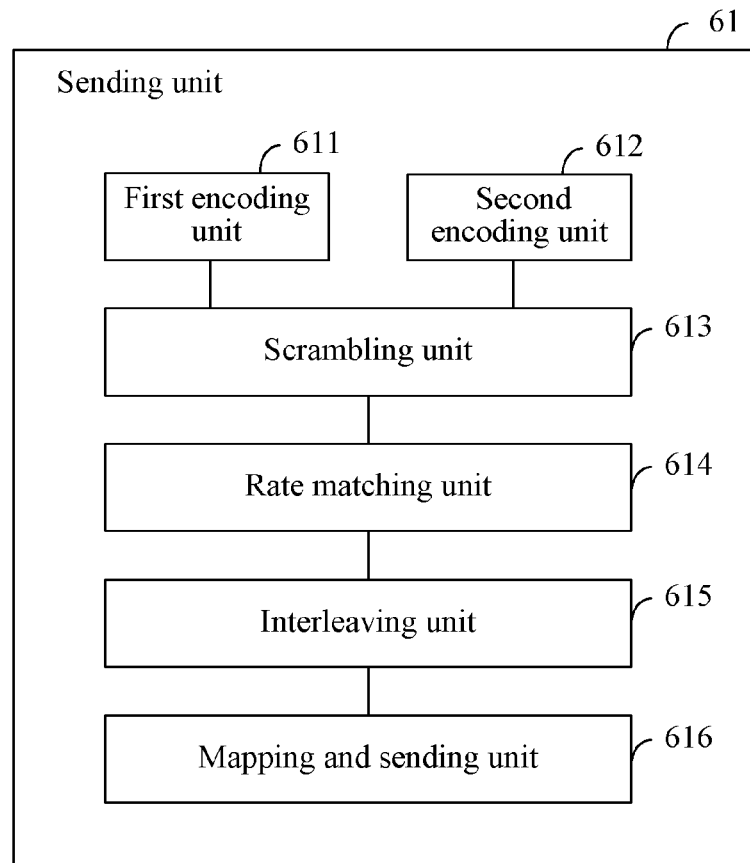 61
Sending unit
611
612
First encoding
unit
Second
encoding unit
613
Scrambling unit
614
Rate matching unit
615
Interleaving unit
616
Mapping and sending unit